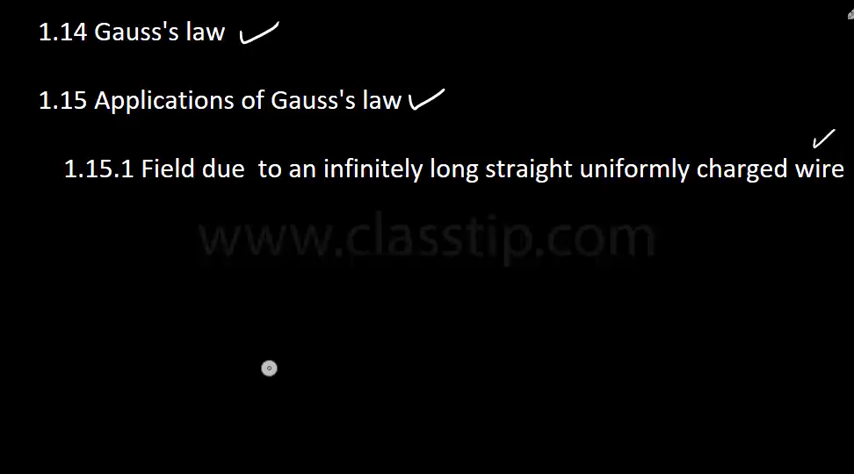 1.14 Gauss's law
1.15 Applications of Gauss's law
1.15.1 Field due  to an infinitely long straight uniformly charged wire
www.classtip.com